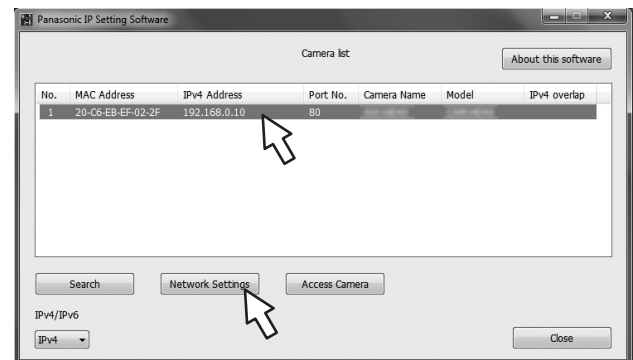 Panasonic IP Setting Software
Camera list
About this software
No. MAC Address IPv4 Address Port No. Camera Name Model IPv4 overlap
1 20-C6-EB-EF-02-2F 192.168.0.10 80
Search Network Settings Access Camera
IPv4/IPv6
IPv4 Close